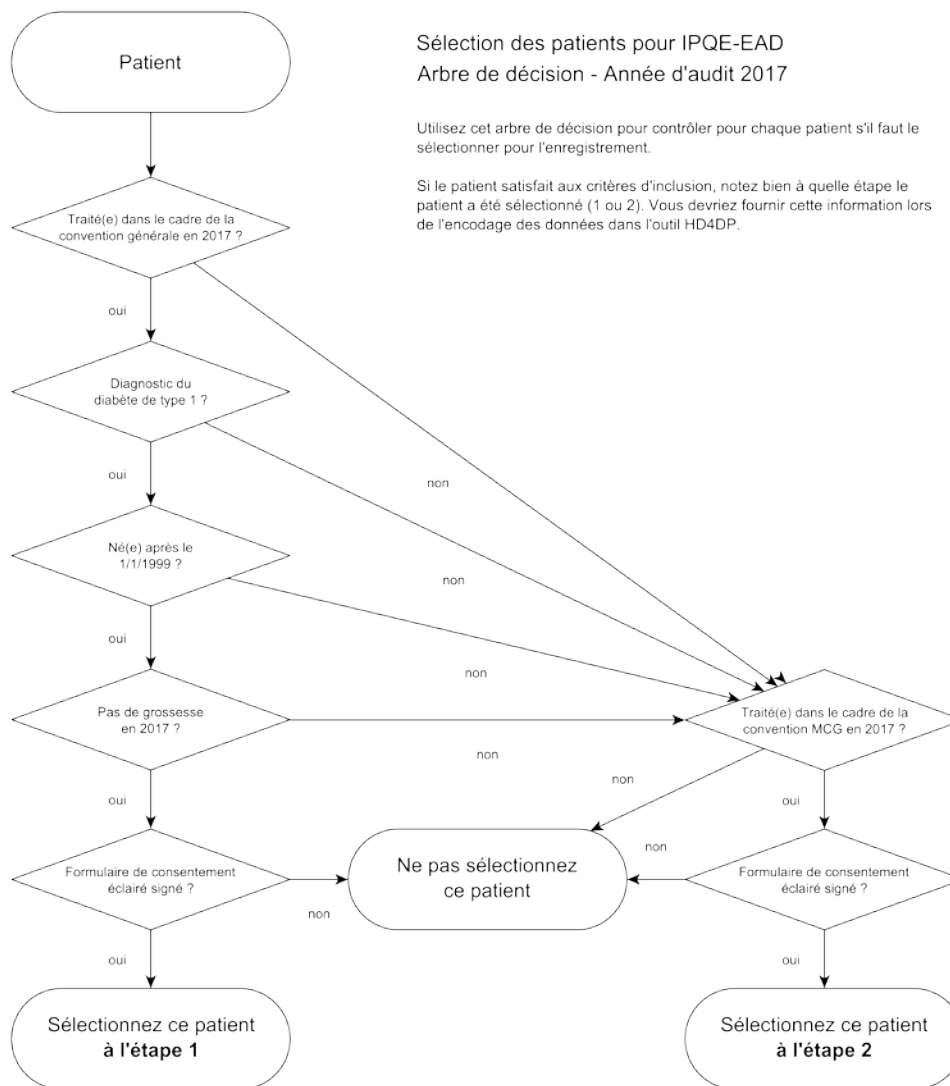 Patient
Sélection des patients pour IPQE-EAD
Arbre de décision - Année d'audit 2017
Utilisez cet arbre de décision pour contrôler pour chaque patient s'il faut le
sélectionner pour l'enregistrement.
Si le patient satisfait aux critères d'inclusion, notez bien à quelle étape le
patient a été sélectionné (1 ou 2). Vous devriez fournir cette information lors
de l'encodage des données dans l'outil HD4DP.
Traité(e) dans le cadre de la
convention générale en 2017 ?
oui
Diagnostic du
diabète de type 1 ?
oui
non
Né(e) après le
1/1/1999 ?
non
oui
non
Pas de grossesse
en 2017 ?
Traité(e) dans le cadre de la
convention MCG en 2017 ?
non
non
oui
oui
Formulaire de consentement
éclairé signé ?
Ne pas sélectionnez
ce patient
non
Formulaire de consentement
éclairé signé ?
non
oui
oui
Sélectionnez ce patient
à l'étape 1
Sélectionnez ce patient
à l'étape 2